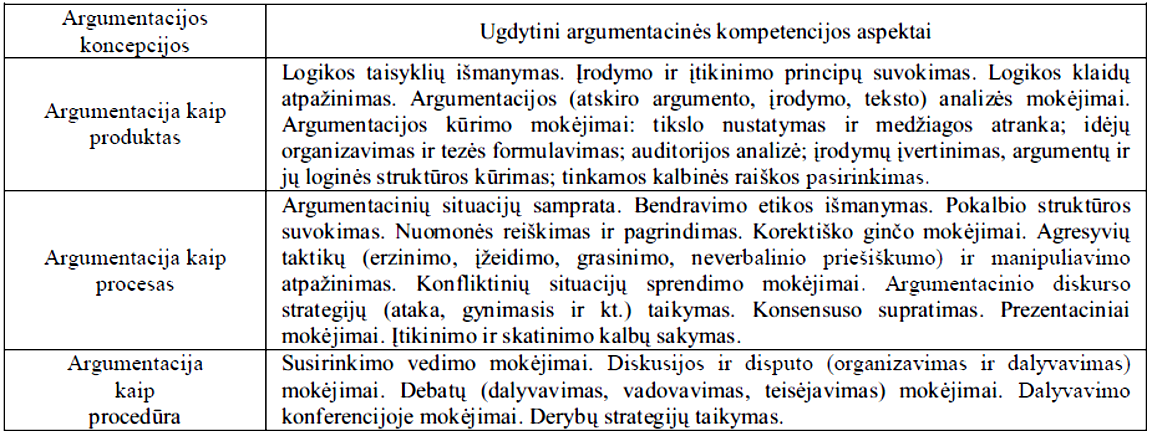 Argumentacijos
koncepcijos
Ugdytini argumentacinės kompetencijos aspektai
Argumentacija kaip
produktas
Logikos taisyklių išmanymas. Įrodymo ir įtikinimo principų suvokimas. Logikos klaidų
atpažinimas. Argumentacijos (atskiro argumento, įrodymo, teksto) analizės mokėjimai.
Argumentacijos kūrimo mokėjimai: tikslo nustatymas ir medžiagos atranka; idėjų
organizavimas ir tezės formulavimas; auditorijos analizė; įrodymų įvertinimas, argumentų ir
jų loginės struktūros kūrimas; tinkamos kalbinės raiškos pasirinkimas.
Argumentacija kaip
procesas
Argumentacinių situacijų samprata. Bendravimo etikos išmanymas. Pokalbio struktūros
suvokimas. Nuomonės reiškimas ir pagrindimas. Korektiško ginčo mokėjimai. Agresyvių
taktikų (erzinimo, įžeidimo, grasinimo, neverbalinio priešiškumo) ir manipuliavimo
atpažinimas. Konfliktinių situacijų sprendimo mokėjimai. Argumentacinio diskurso
strategijų (ataka, gynimasis ir kt.) taikymas. Konsensuso supratimas. Prezentaciniai
mokėjimai. Įtikinimo ir skatinimo kalbų sakymas.
Argumentacija
kaip
procedūra
Susirinkimo vedimo mokėjimai. Diskusijos ir disputo (organizavimas ir dalyvavimas)
mokėjimai. Debatų (dalyvavimas, vadovavimas, teisėjavimas) mokėjimai. Dalyvavimo
konferencijoje mokėjimai. Derybų strategijų taikymas.